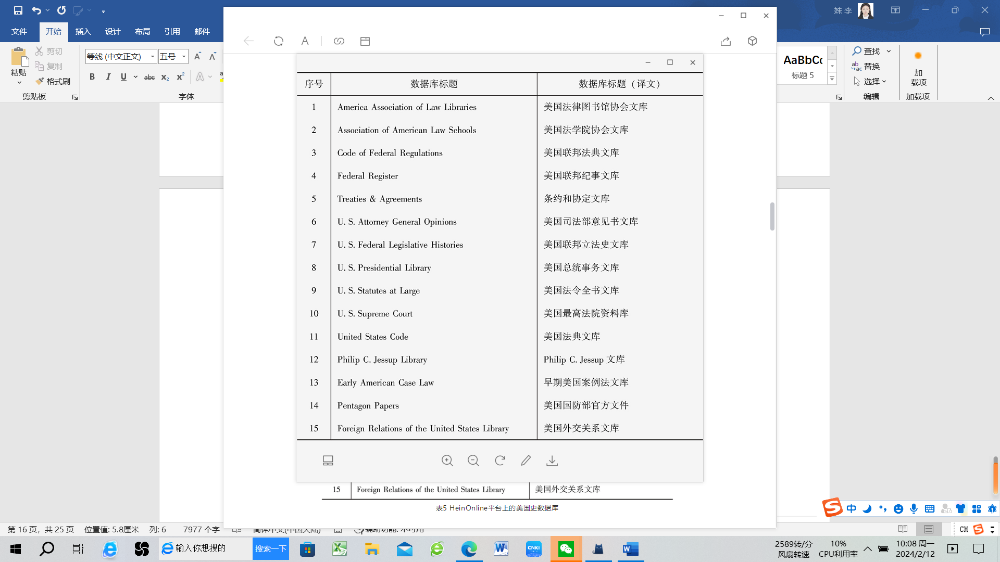 姝 李
文件 开始 插入 设计 布局 引用 邮件
粘贴 剪切 复制 格式刷
剪贴板
等线 (中文正文) 五号
B I U abc x₂ x² A
字体
AaBbCc
标题 5
查找
替换
选择
编辑
加载项
加载项
序号 数据库标题 数据库标题（译文）
1 America Association of Law Libraries 美国法律图书馆协会文库
2 Association of American Law Schools 美国法学院协会文库
3 Code of Federal Regulations 美国联邦法典文库
4 Federal Register 美国联邦纪事文库
5 Treaties & Agreements 条约和协定文库
6 U. S. Attorney General Opinions 美国司法部意见书文库
7 U. S. Federal Legislative Histories 美国联邦立法史文库
8 U. S. Presidential Library 美国总统事务文库
9 U. S. Statutes at Large 美国法令全书文库
10 U. S. Supreme Court 美国最高法院资料库
11 United States Code 美国法典文库
12 Philip C. Jessup Library Philip C. Jessup 文库
13 Early American Case Law 早期美国案例法文库
14 Pentagon Papers 美国国防部官方文件
15 Foreign Relations of the United States Library 美国外交关系文库
15 Foreign Relations of the United States Library 美国外交关系文库
表5 HeinOnline平台上的美国史数据库
中
第 16 页，共 25 页 位置值: 5.8厘米 列: 6 7977 个字 简体中文(中国大陆) 辅助功能: 不可用
CH
输入你想搜的 搜索一下
CNKI
2589转/分
风扇转速
10%
CPU利用率
10:08 周一
2024/2/12